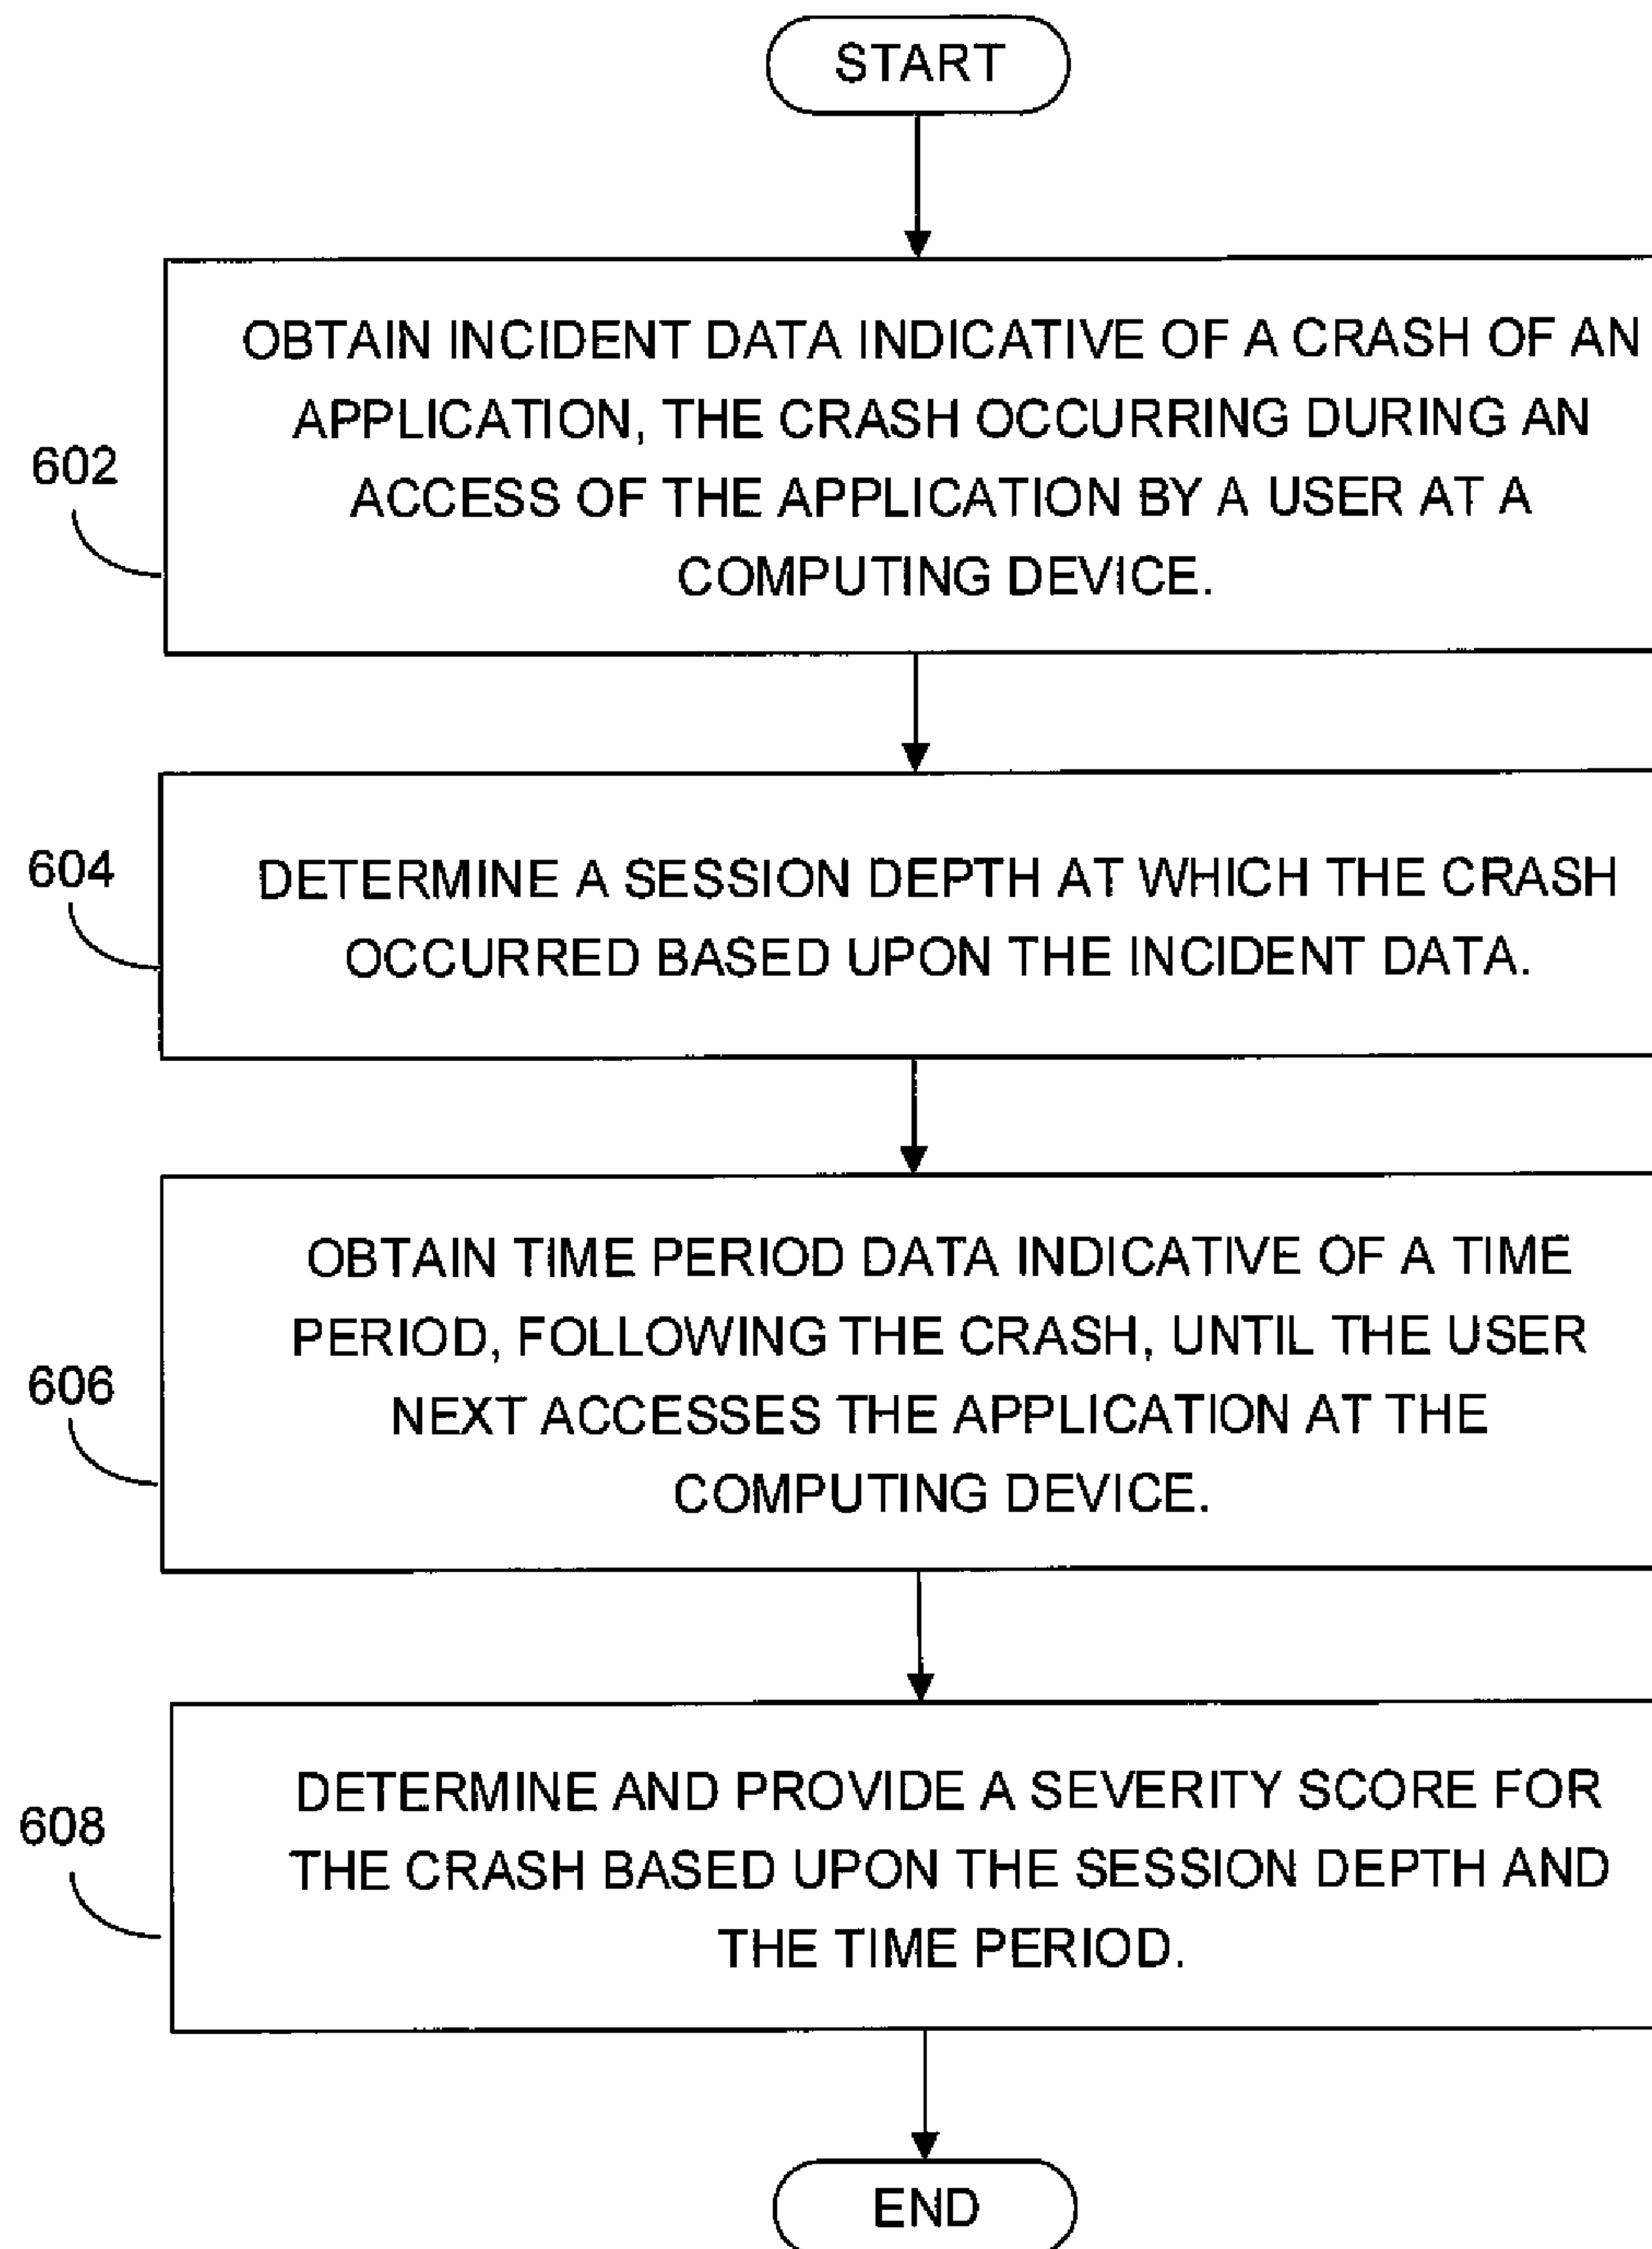 START
OBTAIN INCIDENT DATA INDICATIVE OF A CRASH OF AN
APPLICATION, THE CRASH OCCURRING DURING AN
ACCESS OF THE APPLICATION BY A USER AT A
COMPUTING DEVICE.
602
DETERMINE A SESSION DEPTH AT WHICH THE CRASH
OCCURRED BASED UPON THE INCIDENT DATA.
604
OBTAIN TIME PERIOD DATA INDICATIVE OF A TIME
PERIOD, FOLLOWING THE CRASH, UNTIL THE USER
NEXT ACCESSES THE APPLICATION AT THE
COMPUTING DEVICE.
606
DETERMINE AND PROVIDE A SEVERITY SCORE FOR
THE CRASH BASED UPON THE SESSION DEPTH AND
THE TIME PERIOD.
608
END